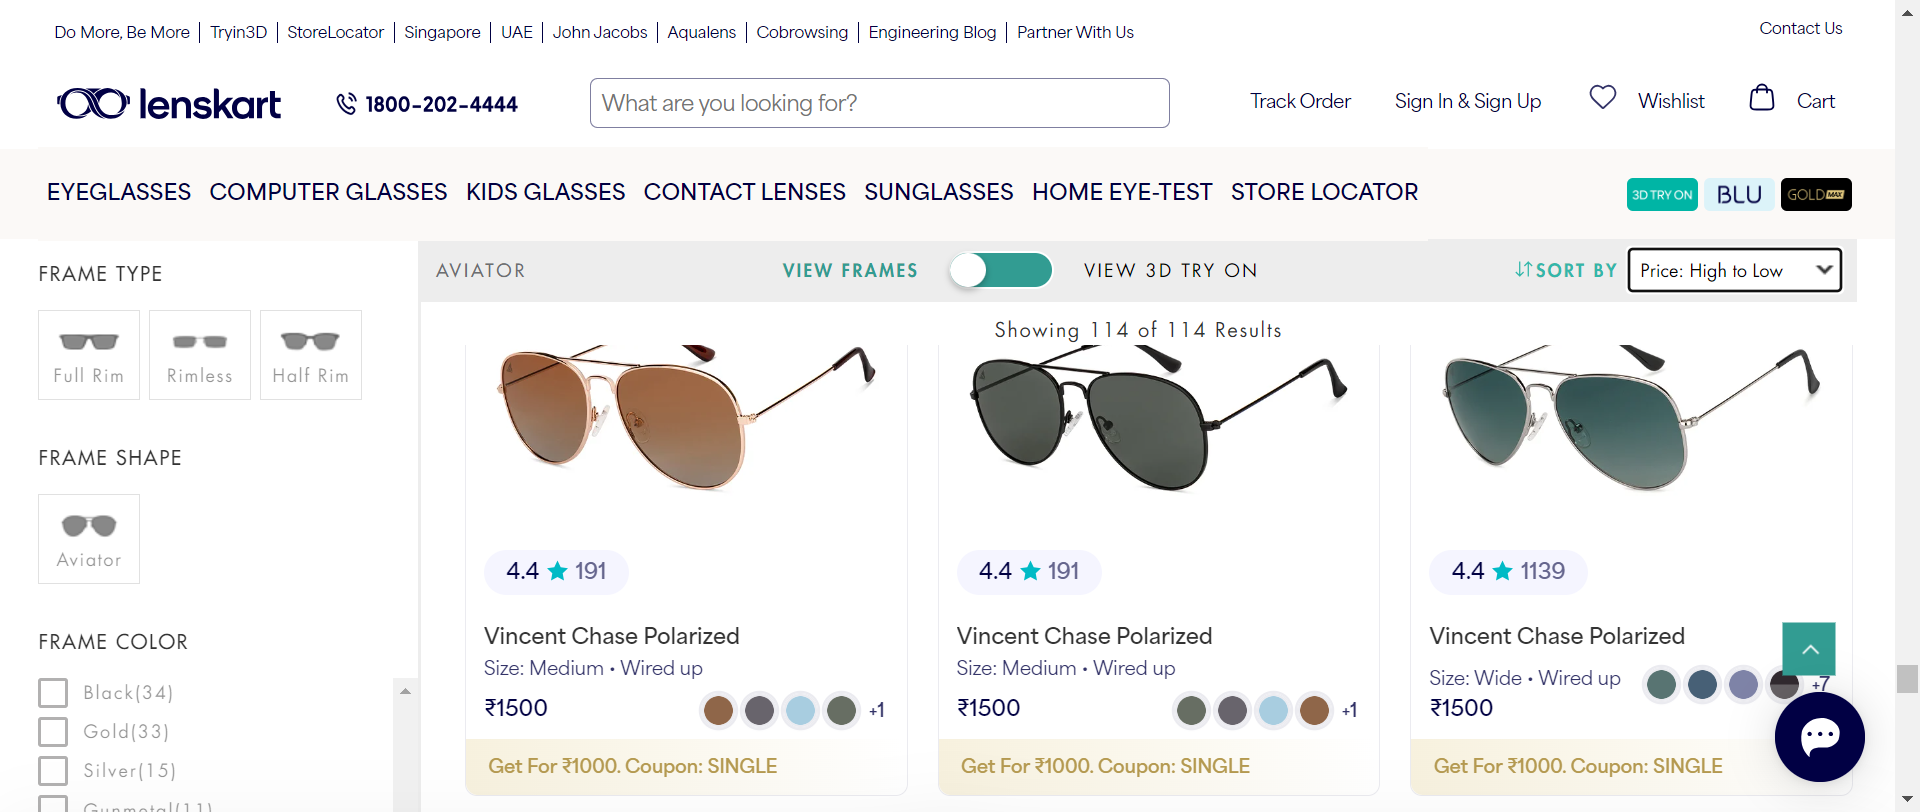 Do More, Be More
Tryin3D
StoreLocator
Singapore
UAE
John Jacobs
Aqualens
Cobrowsing
Engineering Blog
Partner With Us
Contact Us
lenskart
1800-202-4444
What are you looking for?
Track Order
Sign In & Sign Up
Wishlist
Cart
EYEGLASSES
COMPUTER GLASSES
KIDS GLASSES
CONTACT LENSES
SUNGLASSES
HOME EYE-TEST
STORE LOCATOR
3D TRY ON
BLU
GOLD MAX
FRAME TYPE
Full Rim
Rimless
Half Rim
FRAME SHAPE
Aviator
FRAME COLOR
Black(34)
Gold(33)
Silver(15)
Gunmetal(11)
AVIATOR
VIEW FRAMES
VIEW 3D TRY ON
SORT BY
Price: High to Low
Showing 114 of 114 Results
4.4 ★ 191
Vincent Chase Polarized
Size: Medium • Wired up
₹1500
+1
Get For ₹1000. Coupon: SINGLE
4.4 ★ 191
Vincent Chase Polarized
Size: Medium • Wired up
₹1500
+1
Get For ₹1000. Coupon: SINGLE
4.4 ★ 1139
Vincent Chase Polarized
Size: Wide • Wired up
+7
₹1500
Get For ₹1000. Coupon: SINGLE